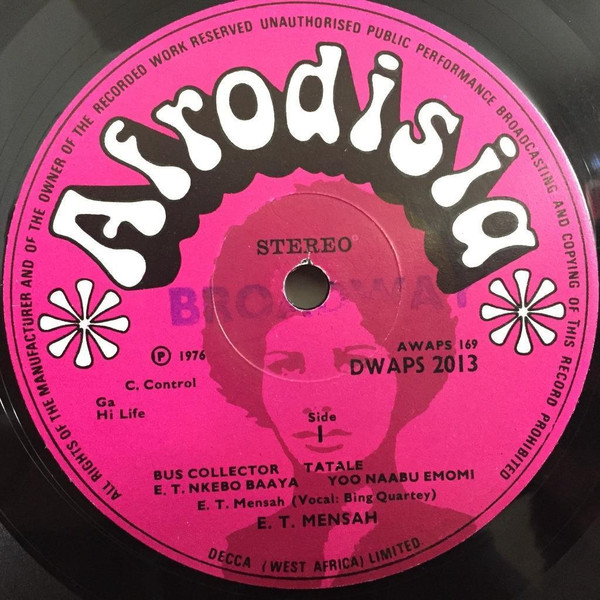 ALL RIGHTS OF THE MANUFACTURER AND OF THE OWNER OF THE RECORDED WORK RESERVED UNAUTHORISED PUBLIC PERFORMANCE BROADCASTING AND COPYING OF THIS RECORD PROHIBITED
Afrodisia
STEREO
BROADWAY
℗ 1976
AWAPS 169
DWAPS 2013
C. Control
Ga
Hi Life
Side
1
BUS COLLECTOR TATALE
E. T. NKEBO BAAYA YOO NAABU EMOMI
E. T. Mensah (Vocal: Bing Quartey)
E. T. MENSAH
DECCA (WEST AFRICA) LIMITED.